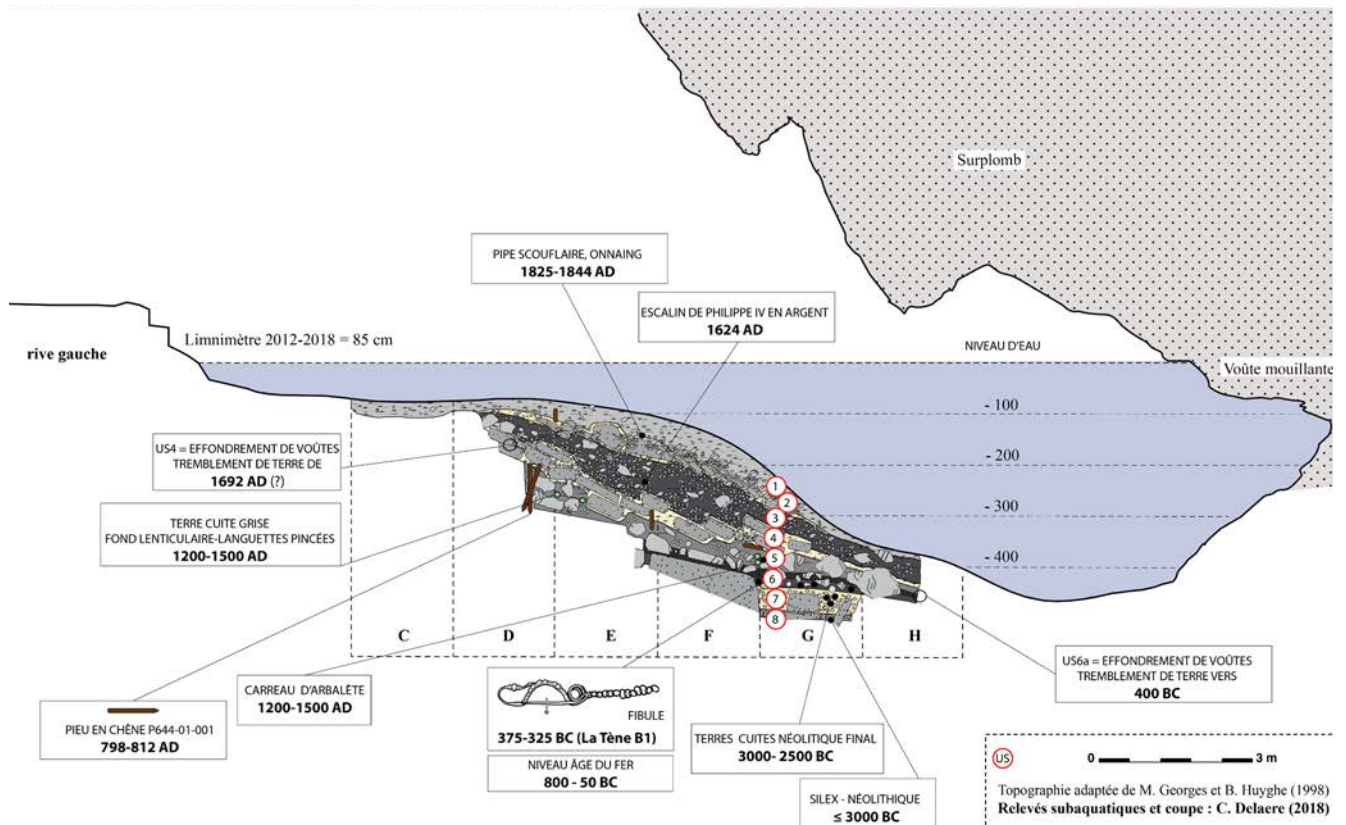 Surplomb
PIPE SCOUFLAIRE, ONNAING
1825-1844 AD
ESCALIN DE PHILIPPE IV EN ARGENT
1624 AD
Limnimètre 2012-2018 = 85 cm
rive gauche
NIVEAU D'EAU
Voûte mouillante
- 100
- 200
- 300
- 400
US4 = EFFONDREMENT DE VOÛTES
TREMBLEMENT DE TERRE DE
1692 AD (?)
TERRE CUITE GRISE
FOND LENTICULAIRE-LANGUETTES PINCÉES
1200-1500 AD
1
2
3
4
5
6
7
8
C D E F G H
US6a = EFFONDREMENT DE VOÛTES
TREMBLEMENT DE TERRE VERS
400 BC
CARREAU D'ARBALÈTE
1200-1500 AD
PIEU EN CHÊNE P644-01-001
798-812 AD
FIBULE
375-325 BC (La Tène B1)
NIVEAU ÂGE DU FER
800 - 50 BC
TERRES CUITES NÉOLITIQUE FINAL
3000- 2500 BC
SILEX - NÉOLITHIQUE
≤ 3000 BC
US 0 3 m
Topographie adaptée de M. Georges et B. Huyghe (1998)
Relevés subaquatiques et coupe : C. Delaere (2018)